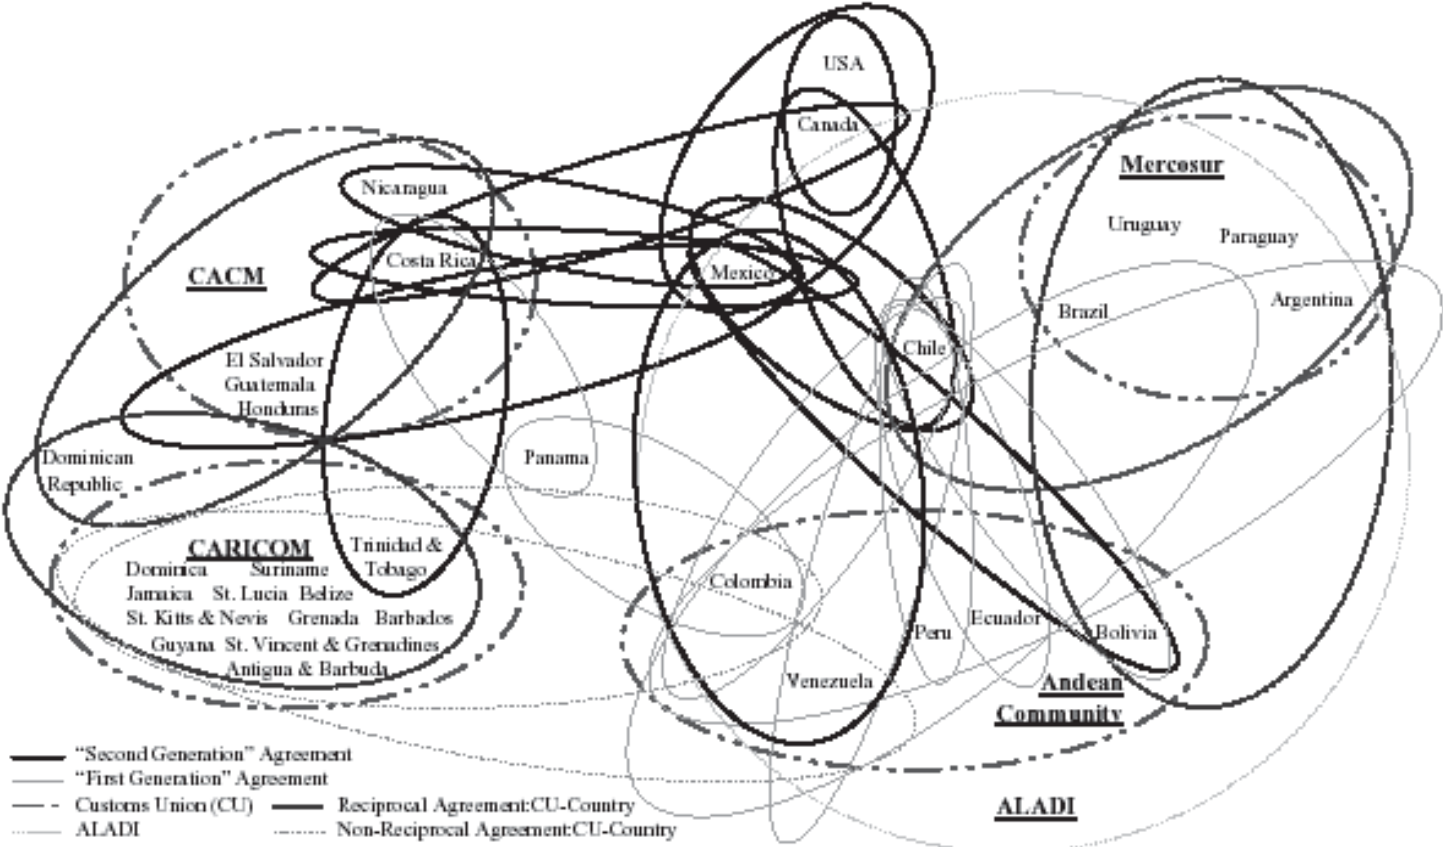 USA
Canada
Mercosur
Nicaragua
Uruguay
Paraguay
Costa Rica
Mexico
CACM
Brazil
Argentina
Chile
El Salvador
Guatemala
Honduras
Dominican
Republic
Panama
CARICOM
Trinidad &
Tobago
Dominica Suriname
Jamaica St. Lucia Belize
St. Kitts & Nevis Grenada Barbados
Guyana St. Vincent & Grenadines
Antigua & Barbuda
Colombia
Peru
Ecuador
Bolivia
Venezuela
Andean
Community
ALADI
"Second Generation" Agreement
"First Generation" Agreement
Customs Union (CU)
Reciprocal Agreement:CU-Country
ALADI
Non-Reciprocal Agreement:CU-Country